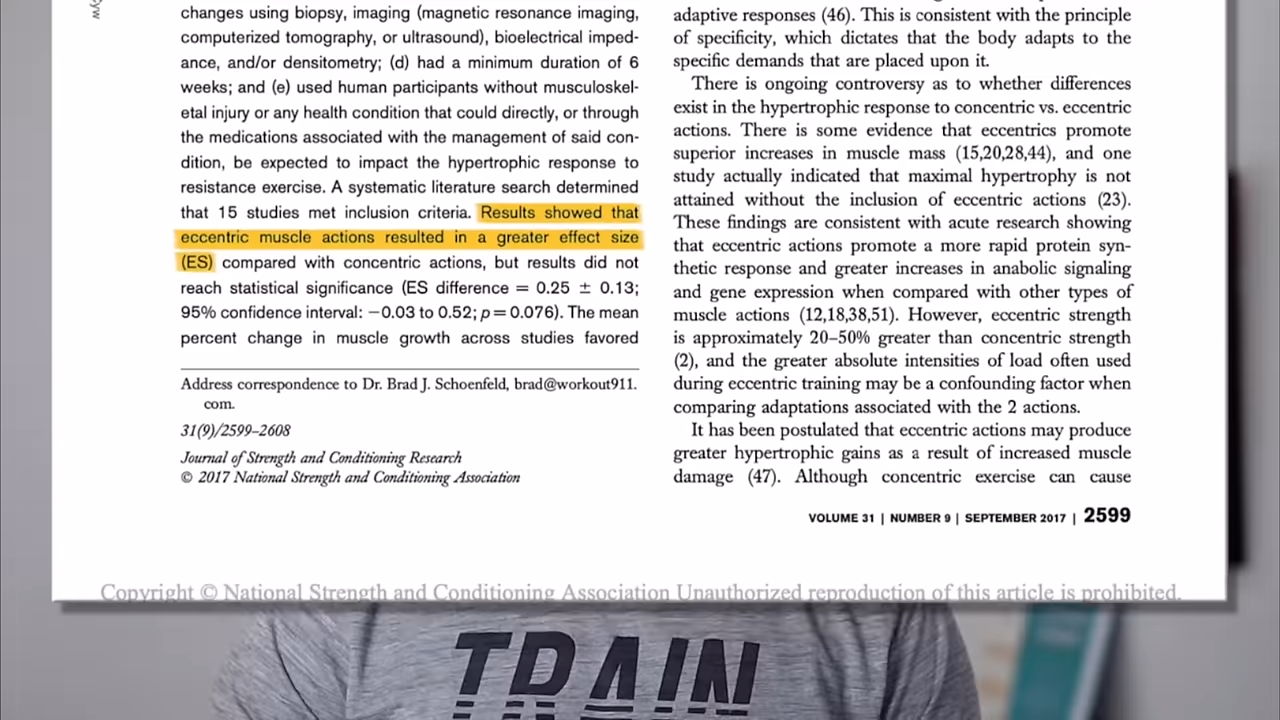 changes using biopsy, imaging (magnetic resonance imaging,
computerized tomography, or ultrasound), bioelectrical imped-
ance, and/or densitometry; (d) had a minimum duration of 6
weeks; and (e) used human participants without musculoskel-
etal injury or any health condition that could directly, or through
the medications associated with the management of said con-
dition, be expected to impact the hypertrophic response to
resistance exercise. A systematic literature search determined
that 15 studies met inclusion criteria. Results showed that
eccentric muscle actions resulted in a greater effect size
(ES) compared with concentric actions, but results did not
reach statistical significance (ES difference = 0.25 ± 0.13;
95% confidence interval: −0.03 to 0.52; p = 0.076). The mean
percent change in muscle growth across studies favored
Address correspondence to Dr. Brad J. Schoenfeld, brad@workout911.
com.
31(9)/2599–2608
Journal of Strength and Conditioning Research
© 2017 National Strength and Conditioning Association
adaptive responses (46). This is consistent with the principle
of specificity, which dictates that the body adapts to the
specific demands that are placed upon it.
There is ongoing controversy as to whether differences
exist in the hypertrophic response to concentric vs. eccentric
actions. There is some evidence that eccentrics promote
superior increases in muscle mass (15,20,28,44), and one
study actually indicated that maximal hypertrophy is not
attained without the inclusion of eccentric actions (23).
These findings are consistent with acute research showing
that eccentric actions promote a more rapid protein syn-
thetic response and greater increases in anabolic signaling
and gene expression when compared with other types of
muscle actions (12,18,38,51). However, eccentric strength
is approximately 20–50% greater than concentric strength
(2), and the greater absolute intensities of load often used
during eccentric training may be a confounding factor when
comparing adaptations associated with the 2 actions.
It has been postulated that eccentric actions may produce
greater hypertrophic gains as a result of increased muscle
damage (47). Although concentric exercise can cause
VOLUME 31 | NUMBER 9 | SEPTEMBER 2017 | 2599
Copyright © National Strength and Conditioning Association Unauthorized reproduction of this article is prohibited.
TRAIN